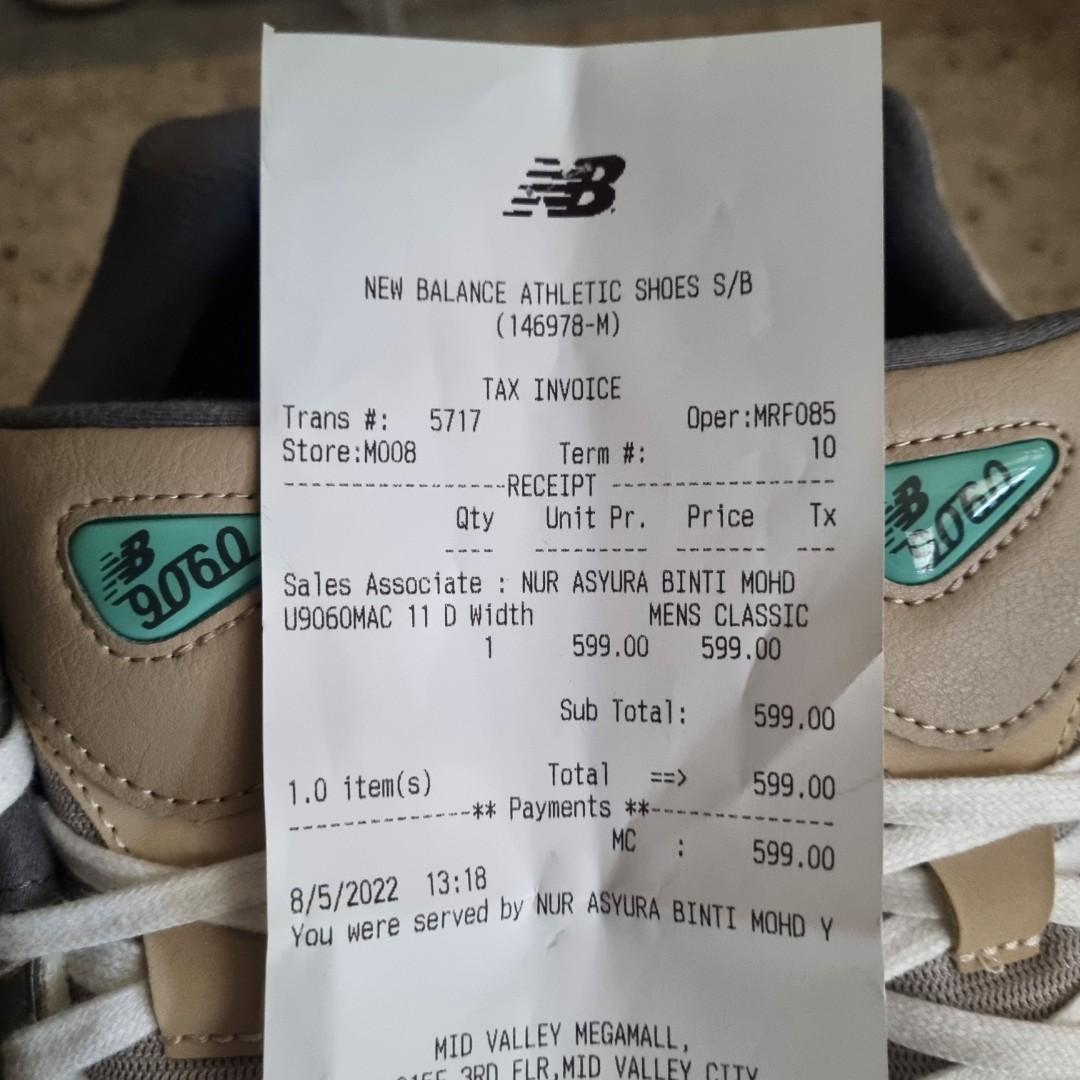 NB
NEW BALANCE ATHLETIC SHOES S/B
(146978-M)
TAX INVOICE
Trans #: 5717 Oper:MRF085
Store:M008 Term #: 10
-----------------RECEIPT -----------------
Qty Unit Pr. Price Tx
---- --------- ------- ---
Sales Associate : NUR ASYURA BINTI MOHD
U9060MAC 11 D Width MENS CLASSIC
1 599.00 599.00
Sub Total: 599.00
1.0 item(s) Total ==> 599.00
----------------** Payments **----------------
MC : 599.00
8/5/2022 13:18
You were served by NUR ASYURA BINTI MOHD Y
MID VALLEY MEGAMALL,
3RD FLR,MID VALLEY CITY
NB
9060
NB
9060